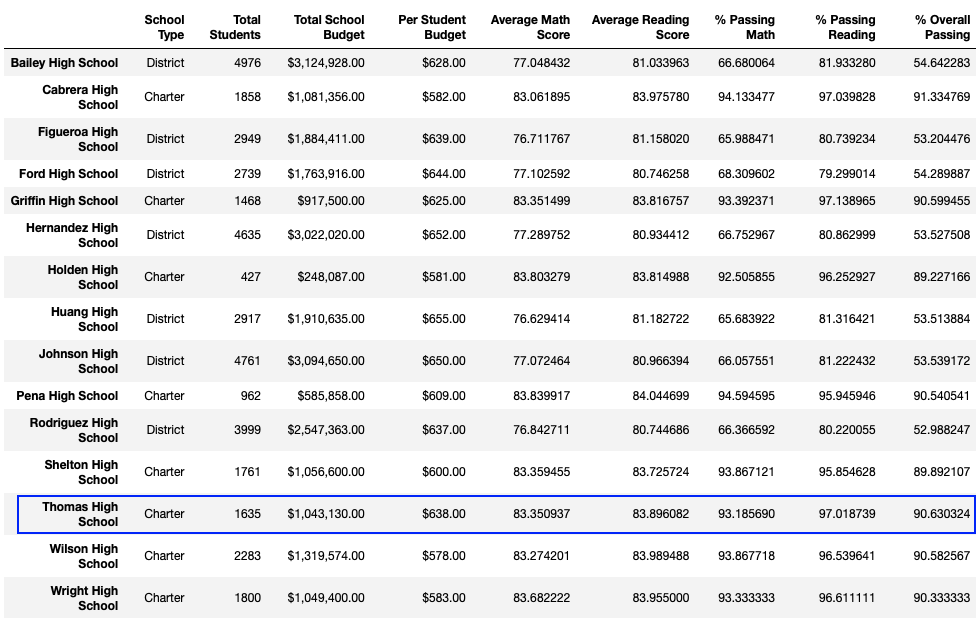 School Type Total Students Total School Budget Per Student Budget Average Math Score Average Reading Score % Passing Math % Passing Reading % Overall Passing
Bailey High School District 4976 $3,124,928.00 $628.00 77.048432 81.033963 66.680064 81.933280 54.642283
Cabrera High School Charter 1858 $1,081,356.00 $582.00 83.061895 83.975780 94.133477 97.039828 91.334769
Figueroa High School District 2949 $1,884,411.00 $639.00 76.711767 81.158020 65.988471 80.739234 53.204476
Ford High School District 2739 $1,763,916.00 $644.00 77.102592 80.746258 68.309602 79.299014 54.289887
Griffin High School Charter 1468 $917,500.00 $625.00 83.351499 83.816757 93.392371 97.138965 90.599455
Hernandez High School District 4635 $3,022,020.00 $652.00 77.289752 80.934412 66.752967 80.862999 53.527508
Holden High School Charter 427 $248,087.00 $581.00 83.803279 83.814988 92.505855 96.252927 89.227166
Huang High School District 2917 $1,910,635.00 $655.00 76.629414 81.182722 65.683922 81.316421 53.513884
Johnson High School District 4761 $3,094,650.00 $650.00 77.072464 80.966394 66.057551 81.222432 53.539172
Pena High School Charter 962 $585,858.00 $609.00 83.839917 84.044699 94.594595 95.945946 90.540541
Rodriguez High School District 3999 $2,547,363.00 $637.00 76.842711 80.744686 66.366592 80.220055 52.988247
Shelton High School Charter 1761 $1,056,600.00 $600.00 83.359455 83.725724 93.867121 95.854628 89.892107
Thomas High School Charter 1635 $1,043,130.00 $638.00 83.350937 83.896082 93.185690 97.018739 90.630324
Wilson High School Charter 2283 $1,319,574.00 $578.00 83.274201 83.989488 93.867718 96.539641 90.582567
Wright High School Charter 1800 $1,049,400.00 $583.00 83.682222 83.955000 93.333333 96.611111 90.333333